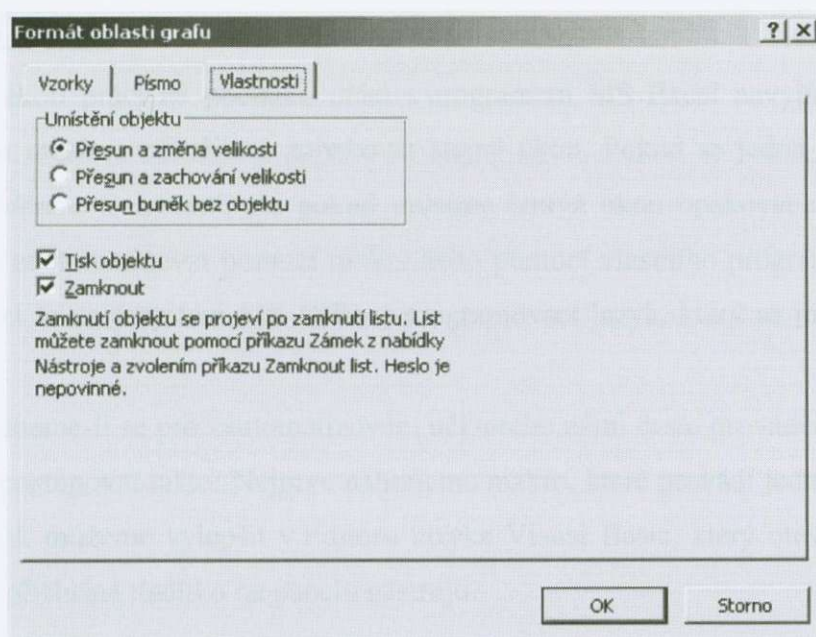 Formát oblasti grafu
Vzorky Písmo Vlastnosti
Umístění objektu
Přesun a změna velikosti
Přesun a zachování velikosti
Přesun buněk bez objektu
Tisk objektu
Zamknout
Zamknutí objektu se projeví po zamknutí listu. List
můžete zamknout pomocí příkazu Zámek z nabídky
Nástroje a zvolením příkazu Zamknout list. Heslo je
nepovinné.
OK Storno